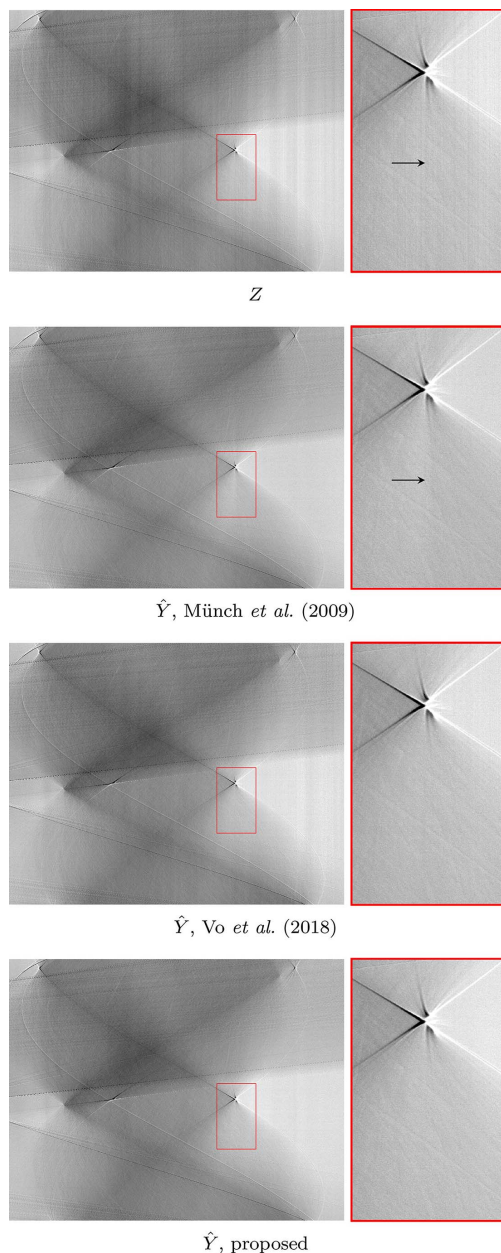 Z
Ŷ, Münch et al. (2009)
Ŷ, Vo et al. (2018)
Ŷ, proposed